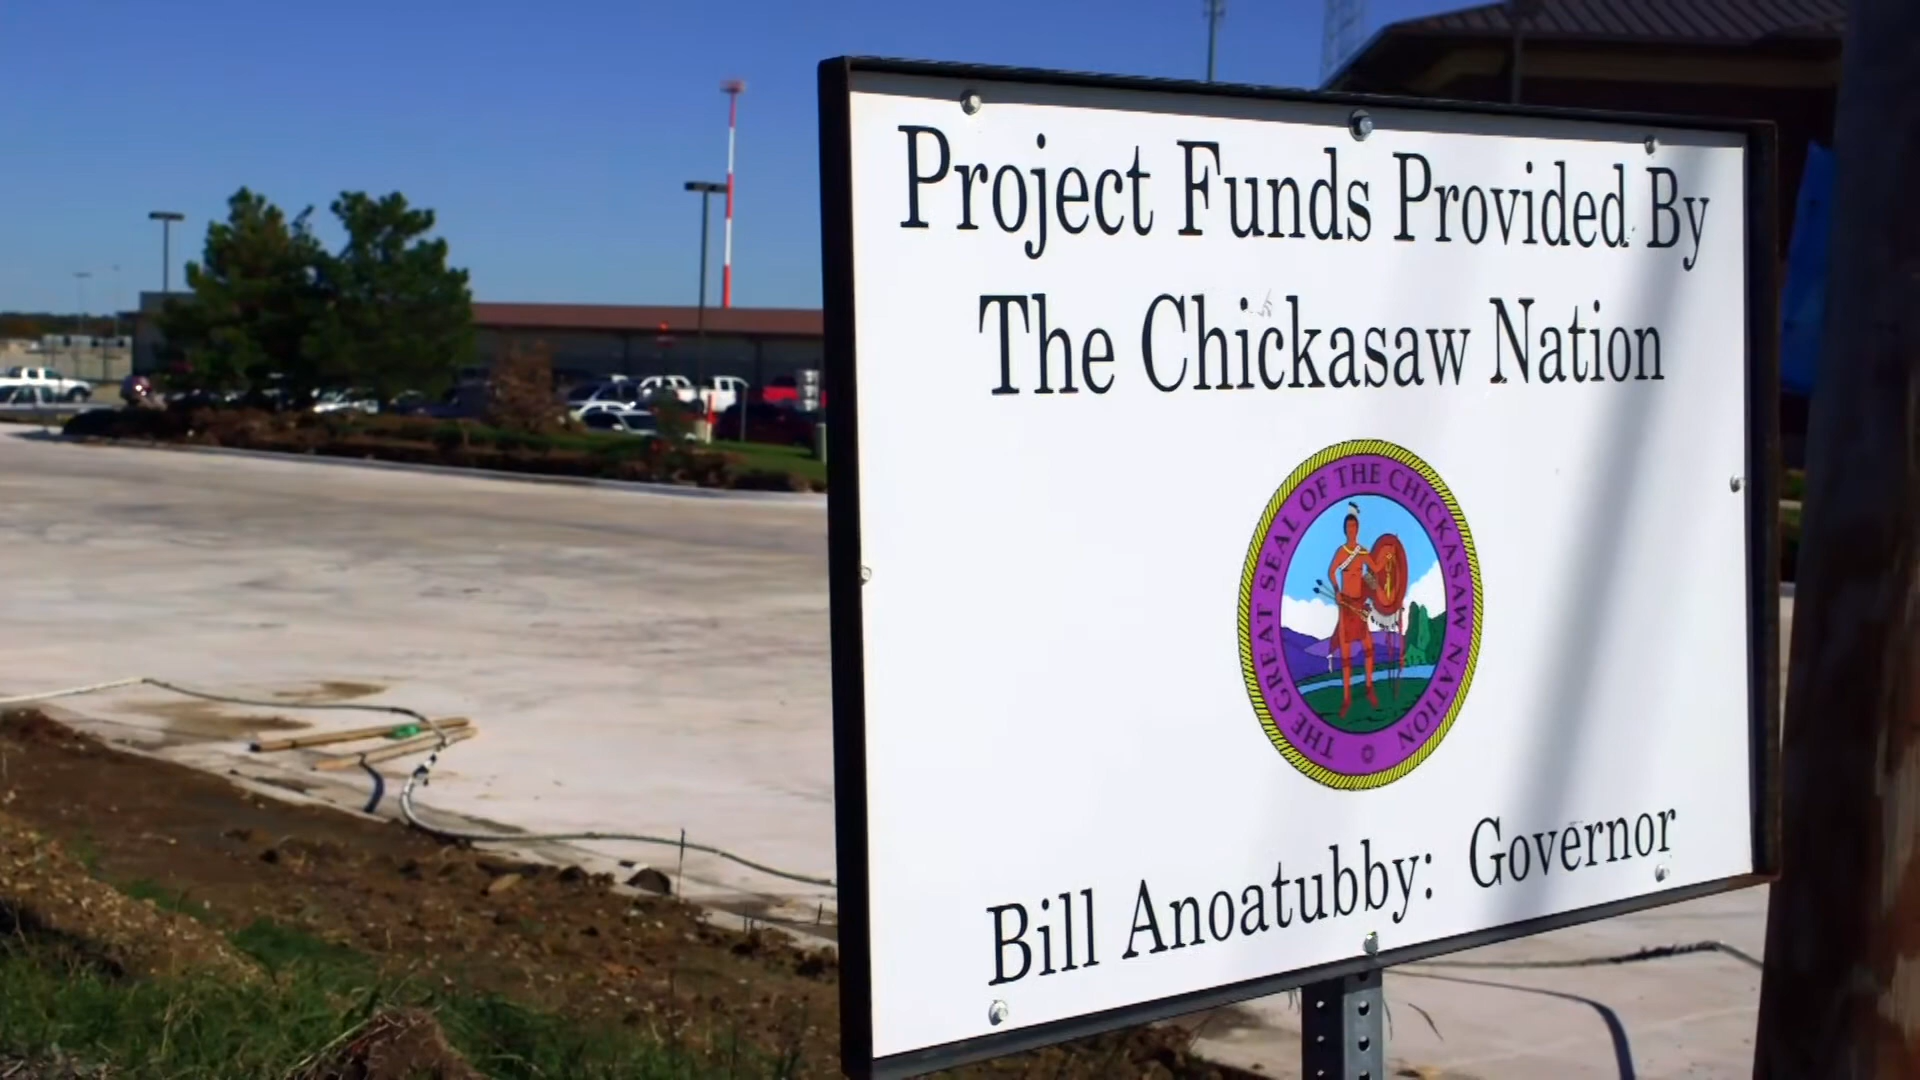 Project Funds Provided By
The Chickasaw Nation
THE GREAT SEAL OF THE CHICKASAW NATION
Bill Anoatubby: Governor